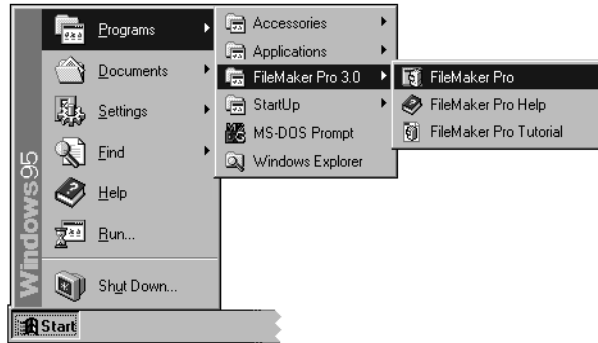 Windows95
Programs
Documents
Settings
Find
Help
Run...
Shut Down...
Start
Accessories
Applications
FileMaker Pro 3.0
StartUp
MS-DOS Prompt
Windows Explorer
FileMaker Pro
FileMaker Pro Help
FileMaker Pro Tutorial